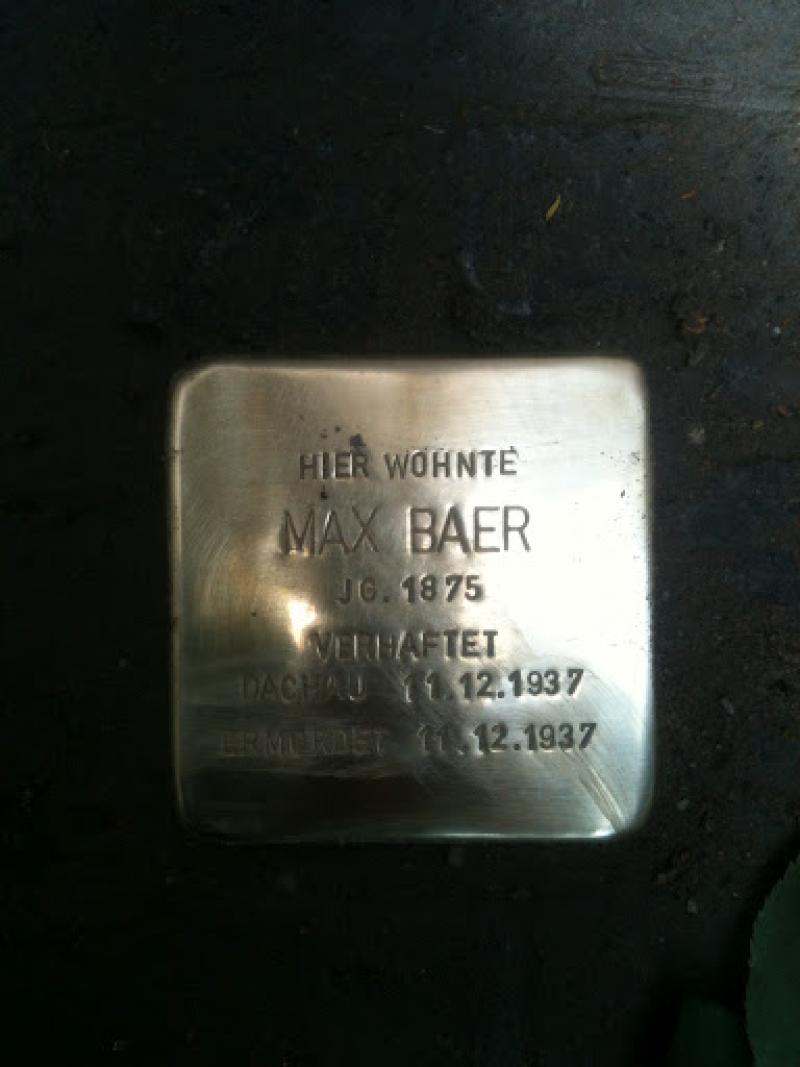 HIER WOHNTE
MAX BAER
JG. 1875
VERHAFTET
DACHAU 11.12.1937
ERMORDET 11.12.1937